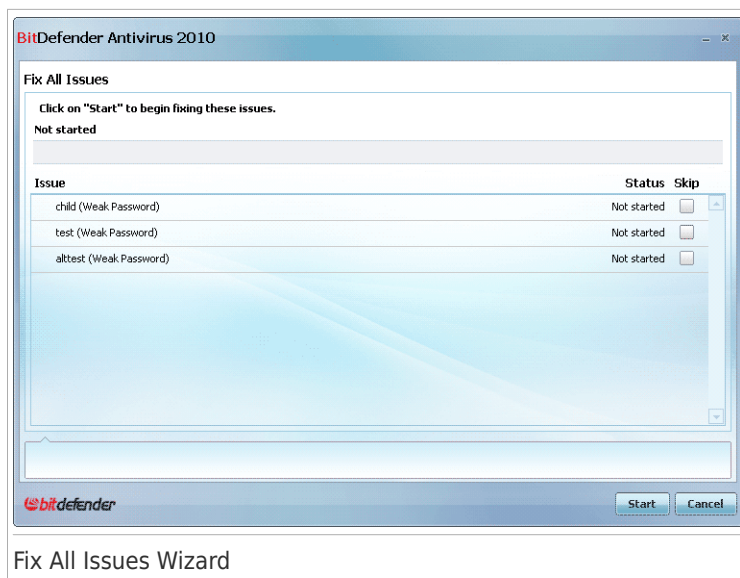 BitDefender Antivirus 2010
Fix All Issues
Click on "Start" to begin fixing these issues.
Not started
Issue Status Skip
child (Weak Password) Not started
test (Weak Password) Not started
alttest (Weak Password) Not started
bitdefender Start Cancel
Fix All Issues Wizard